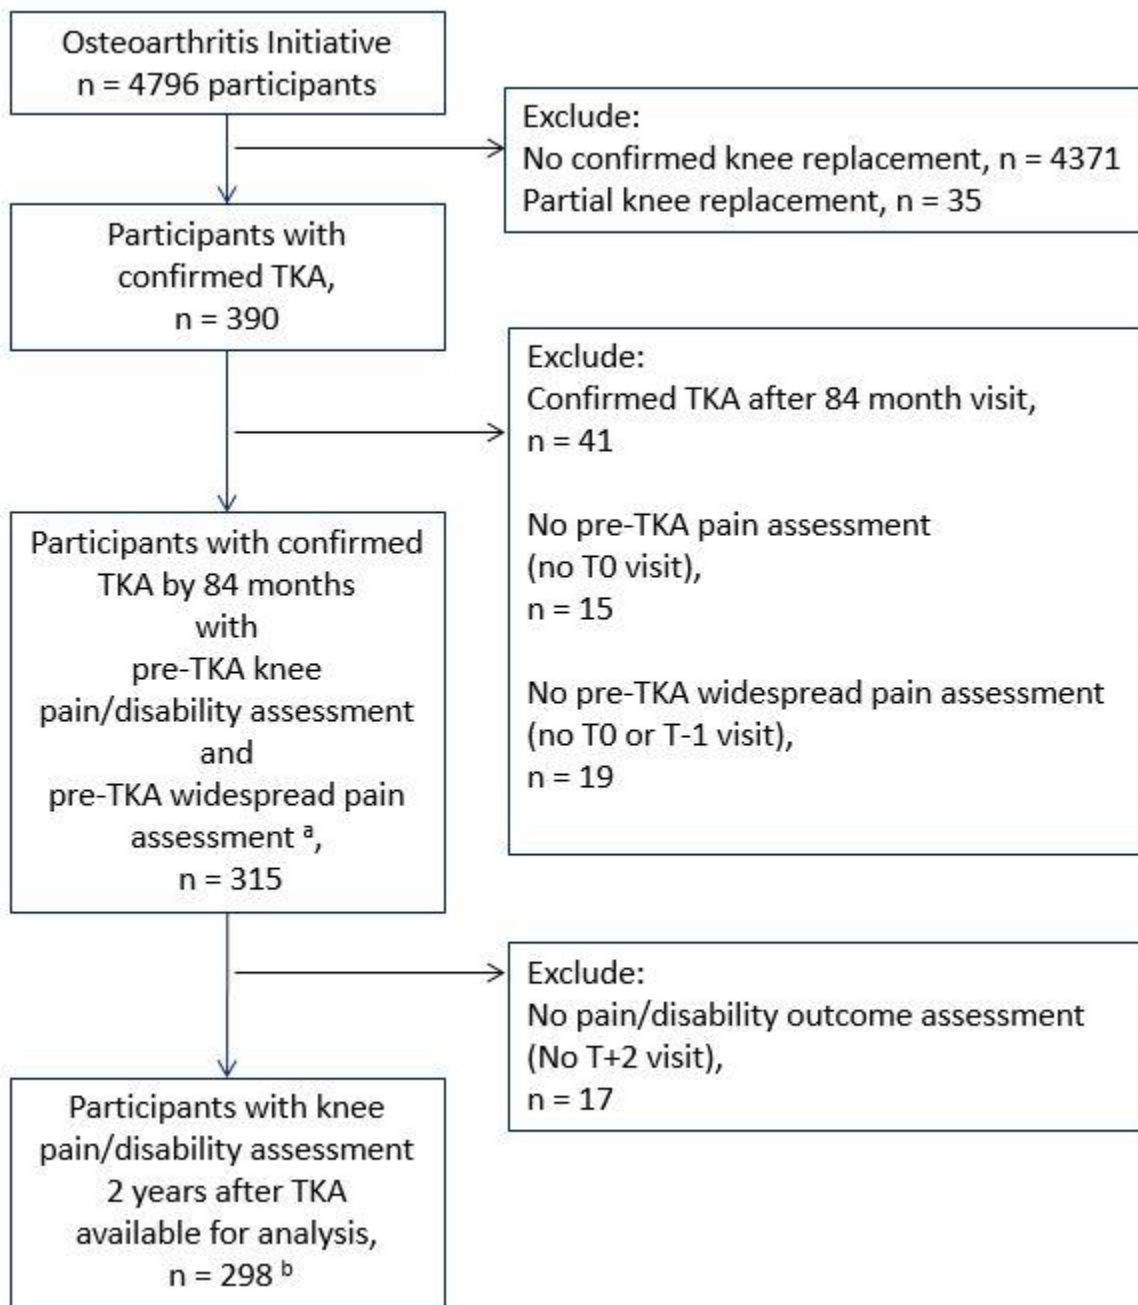 Osteoarthritis Initiative
n = 4796 participants
Exclude:
No confirmed knee replacement, n = 4371
Partial knee replacement, n = 35
Participants with
confirmed TKA,
n = 390
Exclude:
Confirmed TKA after 84 month visit,
n = 41
No pre-TKA pain assessment
(no T0 visit),
n = 15
No pre-TKA widespread pain assessment
(no T0 or T-1 visit),
n = 19
Participants with confirmed
TKA by 84 months
with
pre-TKA knee
pain/disability assessment
and
pre-TKA widespread pain
assessment ᵃ,
n = 315
Exclude:
No pain/disability outcome assessment
(No T+2 visit),
n = 17
Participants with knee
pain/disability assessment
2 years after TKA
available for analysis,
n = 298 ᵇ